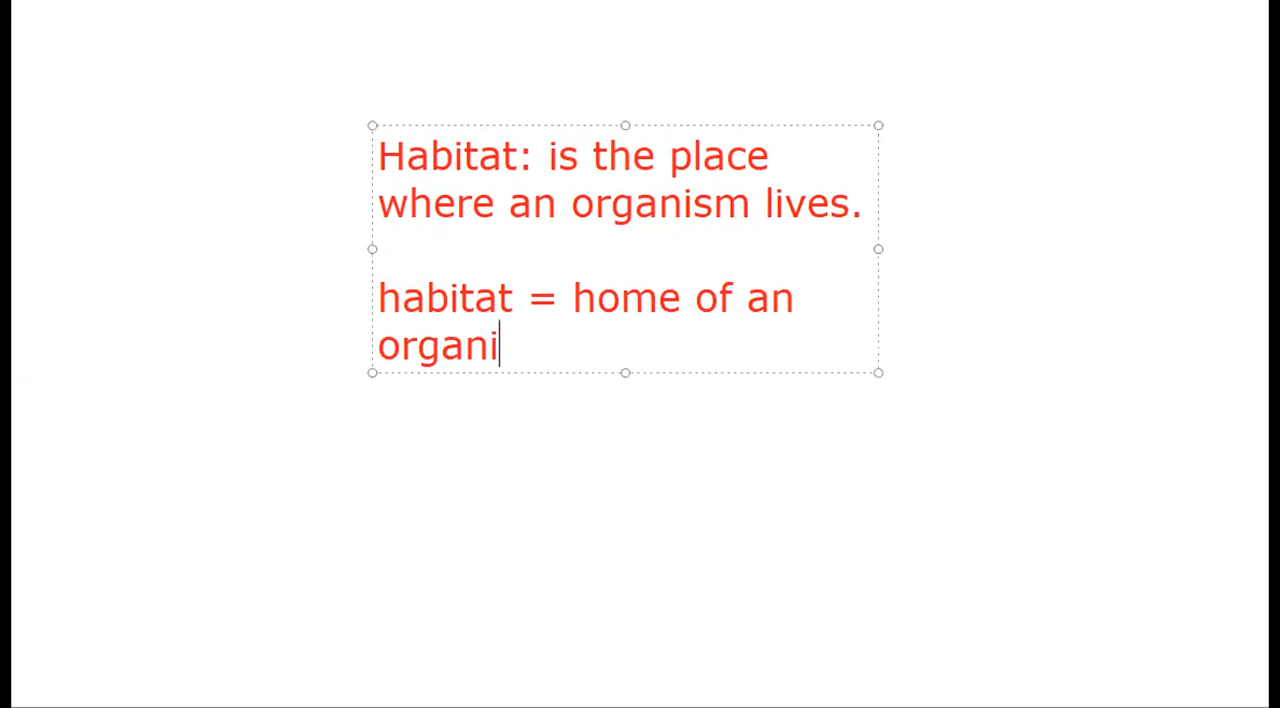 Habitat: is the place
where an organism lives.
habitat = home of an
organi